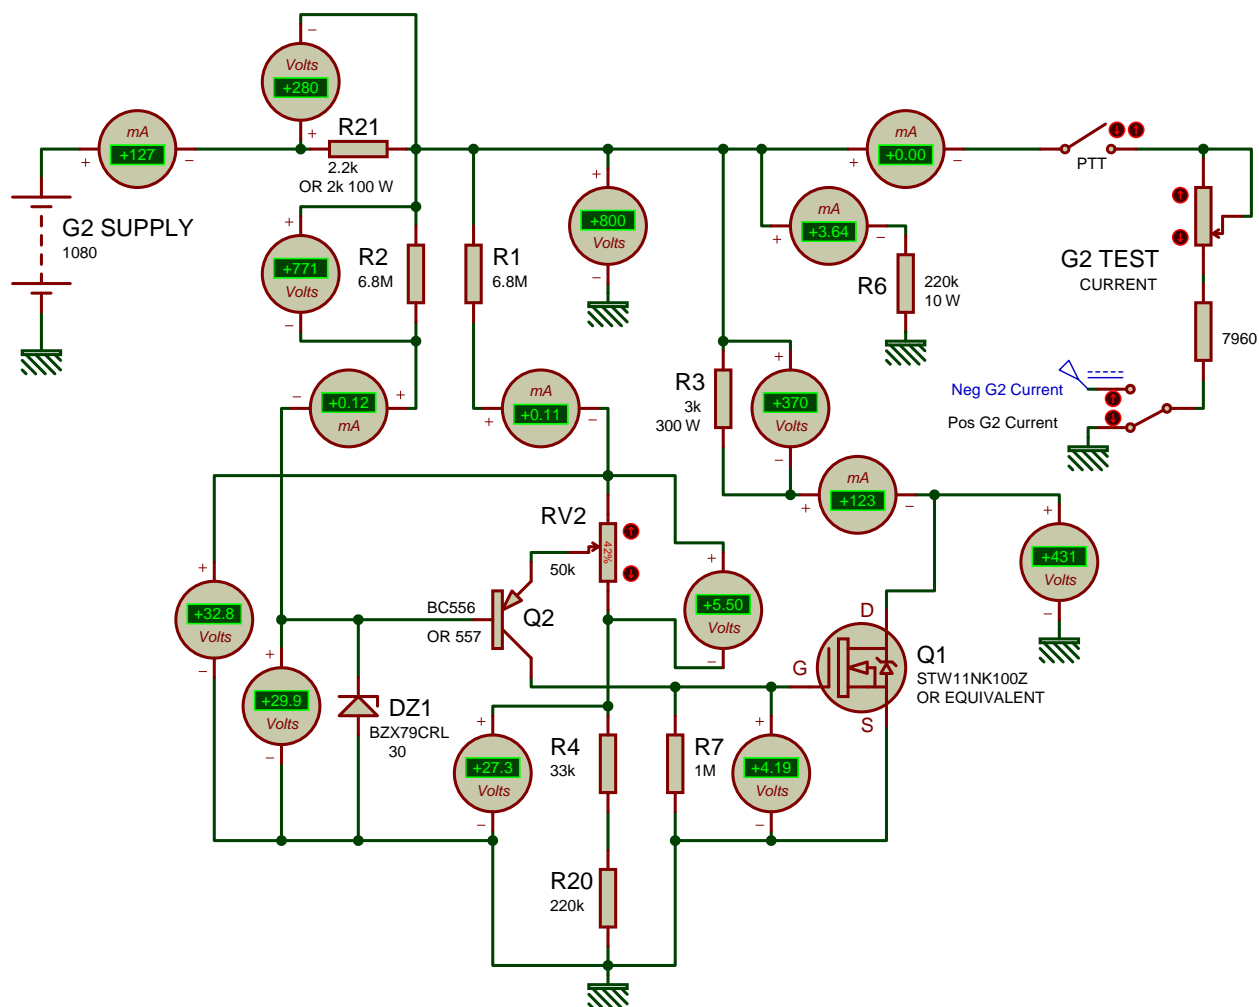 Volts
+280
mA
+127
R21
2.2k
OR 2k 100 W
G2 SUPPLY
1080
+771
Volts
R2
6.8M
R1
6.8M
+800
Volts
mA
+0.00
PTT
mA
+3.64
R6
220k
10 W
G2 TEST
CURRENT
7960
+0.12
mA
mA
+0.11
R3
3k
300 W
+370
Volts
Neg G2 Current
Pos G2 Current
mA
+123
RV2
42%
50k
+431
Volts
+32.8
Volts
BC556
OR 557
Q2
+5.50
Volts
D
G
S
Q1
STW11NK100Z
OR EQUIVALENT
+29.9
Volts
DZ1
BZX79CRL
30
+27.3
Volts
R4
33k
R7
1M
+4.19
Volts
R20
220k